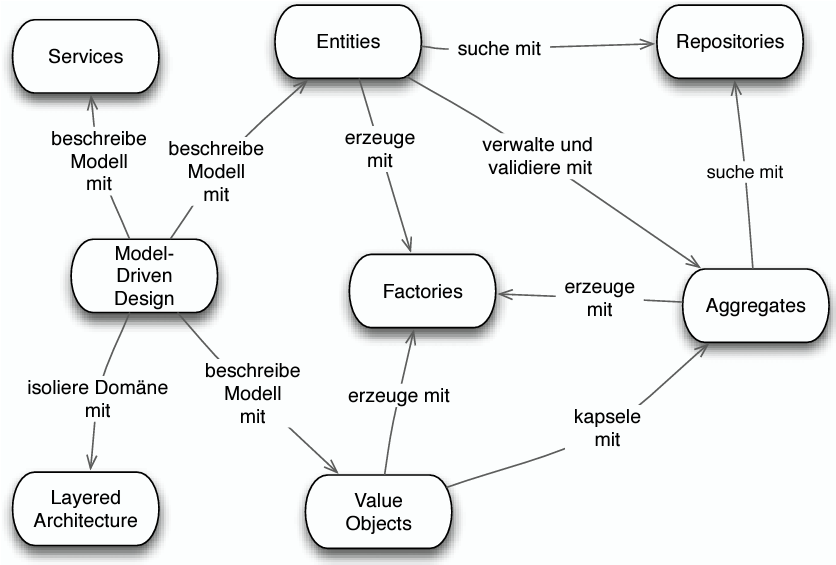 Services
Entities
suche mit
Repositories
beschreibe
Modell
mit
beschreibe
Modell
mit
erzeuge
mit
verwalte und
validiere mit
suche mit
Model-
Driven
Design
Factories
erzeuge
mit
Aggregates
isoliere Domäne
mit
beschreibe
Modell
mit
erzeuge mit
kapsele
mit
Layered
Architecture
Value
Objects